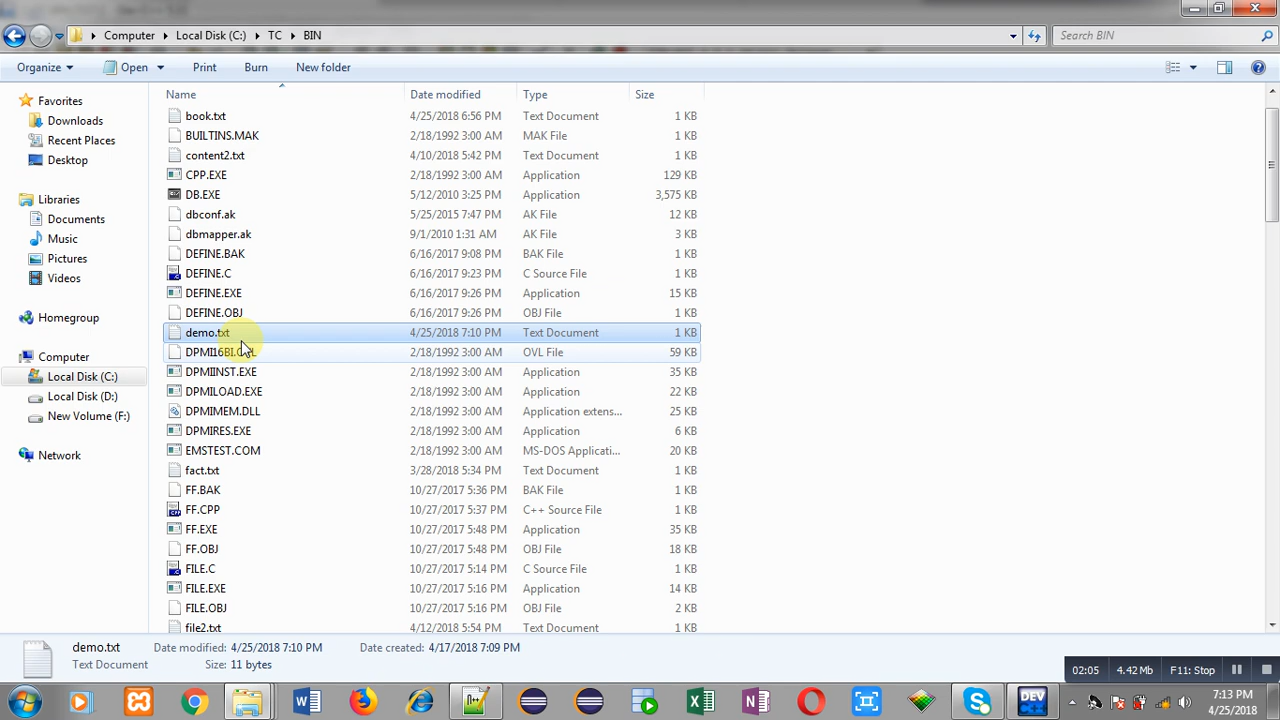 Computer Local Disk (C:) TC BIN Search BIN
Organize Open Print Burn New folder
Name Date modified Type Size
Favorites
Downloads
Recent Places
Desktop
Libraries
Documents
Music
Pictures
Videos
Homegroup
Computer
Local Disk (C:)
Local Disk (D:)
New Volume (F:)
Network
book.txt 4/25/2018 6:56 PM Text Document 1 KB
BUILTINS.MAK 2/18/1992 3:00 AM MAK File 1 KB
content2.txt 4/10/2018 5:42 PM Text Document 1 KB
CPP.EXE 2/18/1992 3:00 AM Application 129 KB
DB.EXE 5/12/2010 3:25 PM Application 3,575 KB
dbconf.ak 5/25/2015 7:47 PM AK File 12 KB
dbmapper.ak 9/1/2010 1:31 AM AK File 3 KB
DEFINE.BAK 6/16/2017 9:08 PM BAK File 1 KB
DEFINE.C 6/16/2017 9:23 PM C Source File 1 KB
DEFINE.EXE 6/16/2017 9:26 PM Application 15 KB
DEFINE.OBJ 6/16/2017 9:26 PM OBJ File 1 KB
demo.txt 4/25/2018 7:10 PM Text Document 1 KB
DPMI16BI.OVL 2/18/1992 3:00 AM OVL File 59 KB
DPMIINST.EXE 2/18/1992 3:00 AM Application 1 KB
DPMILOAD.EXE 2/18/1992 3:00 AM Application 22 KB
DPMIMEM.DLL 2/18/1992 3:00 AM Application extens... 25 KB
DPMIRES.EXE 2/18/1992 3:00 AM Application 6 KB
EMSTEST.COM 2/18/1992 3:00 AM MS-DOS Applicati... 20 KB
fact.txt 3/28/2018 5:34 PM Text Document 1 KB
FF.BAK 10/27/2017 5:36 PM BAK File 1 KB
FF.CPP 10/27/2017 5:37 PM C++ Source File 1 KB
FF.EXE 10/27/2017 5:48 PM Application 35 KB
FF.OBJ 10/27/2017 5:48 PM OBJ File 18 KB
FILE.C 10/27/2017 5:14 PM C Source File 1 KB
FILE.EXE 10/27/2017 5:16 PM Application 14 KB
FILE.OBJ 10/27/2017 5:16 PM OBJ File 2 KB
file2.txt 4/12/2018 5:54 PM Text Document 1 KB
demo.txt Date modified: 4/25/2018 7:10 PM Date created: 4/17/2018 7:09 PM
Text Document Size: 11 bytes
02:05 4.42 Mb F11: Stop
DEV
7:13 PM
4/25/2018